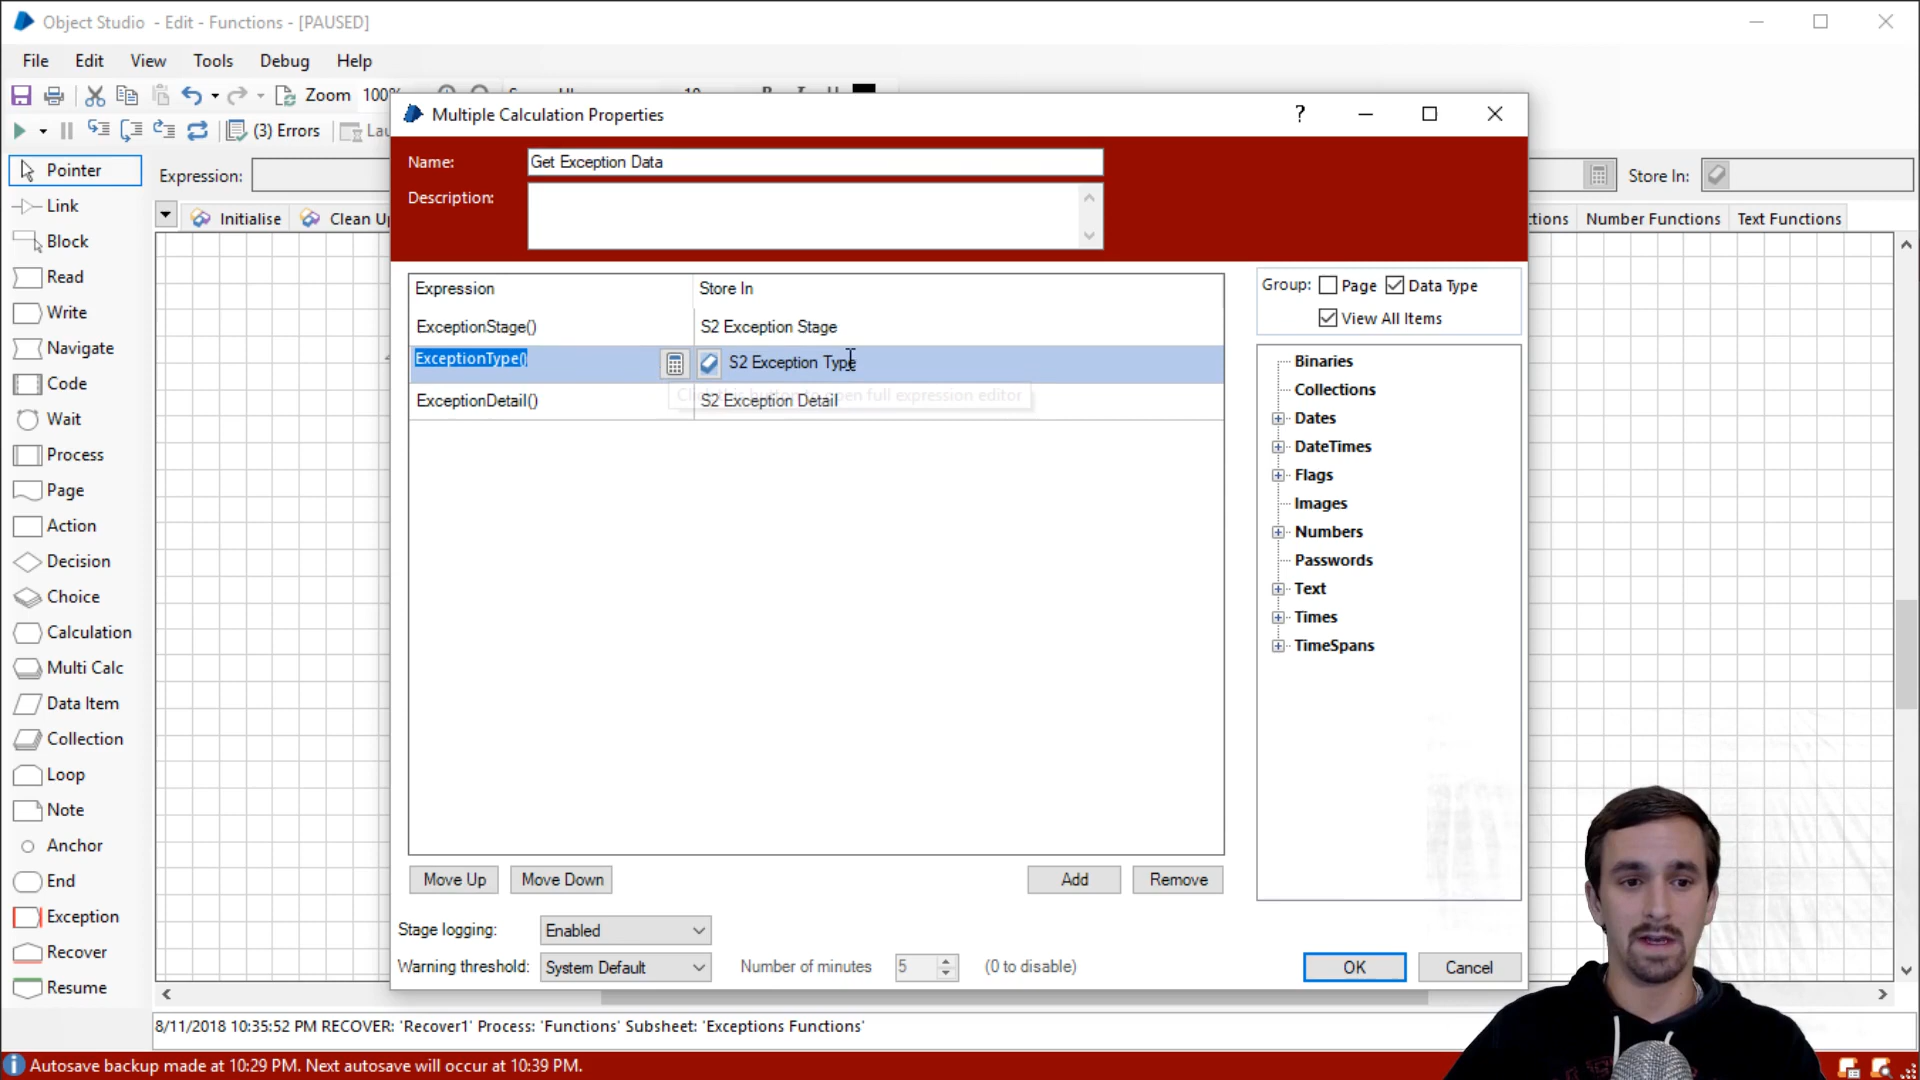 Object Studio - Edit - Functions - [PAUSED]
File Edit View Tools Debug Help
Zoom 100%
(3) Errors
Multiple Calculation Properties
?
Name: Get Exception Data
Description:
Pointer
Link
Block
Read
Write
Navigate
Code
Wait
Process
Page
Action
Decision
Choice
Calculation
Multi Calc
Data Item
Collection
Loop
Note
Anchor
End
Exception
Recover
Resume
Expression:
Store In:
Initialise
Number Functions Text Functions
Expression Store In
ExceptionStage() S2 Exception Stage
ExceptionType() S2 Exception Type
ExceptionDetail() S2 Exception Detail
Group: Page Data Type
View All Items
Binaries
Collections
Dates
DateTimes
Flags
Images
Numbers
Passwords
Text
Times
TimeSpans
Move Up Move Down Add Remove
Stage logging: Enabled
Warning threshold: System Default Number of minutes 5 (0 to disable)
OK Cancel
8/11/2018 10:35:52 PM RECOVER: 'Recover1' Process: 'Functions' Subsheet: 'Exceptions Functions'
Autosave backup made at 10:29 PM. Next autosave will occur at 10:39 PM.